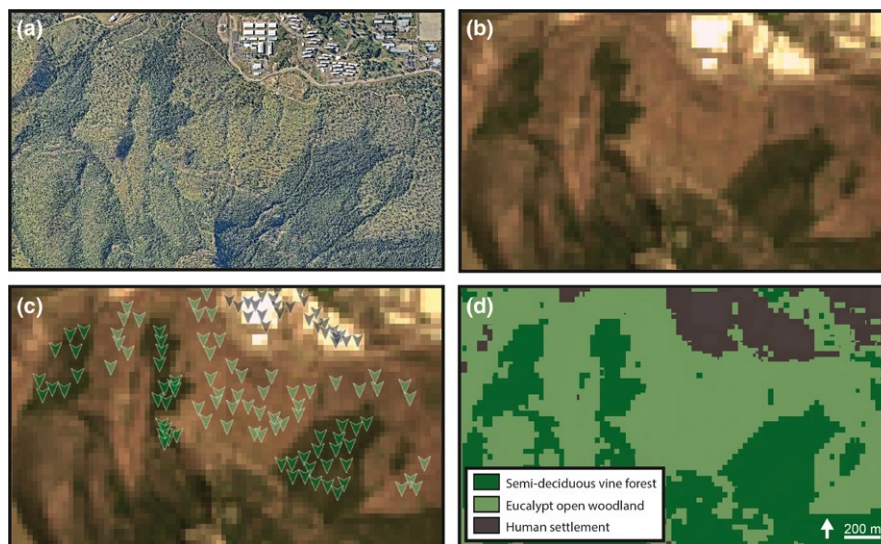 (a)
(b)
(c)
(d)
Semi-deciduous vine forest
Eucalypt open woodland
Human settlement
200 m